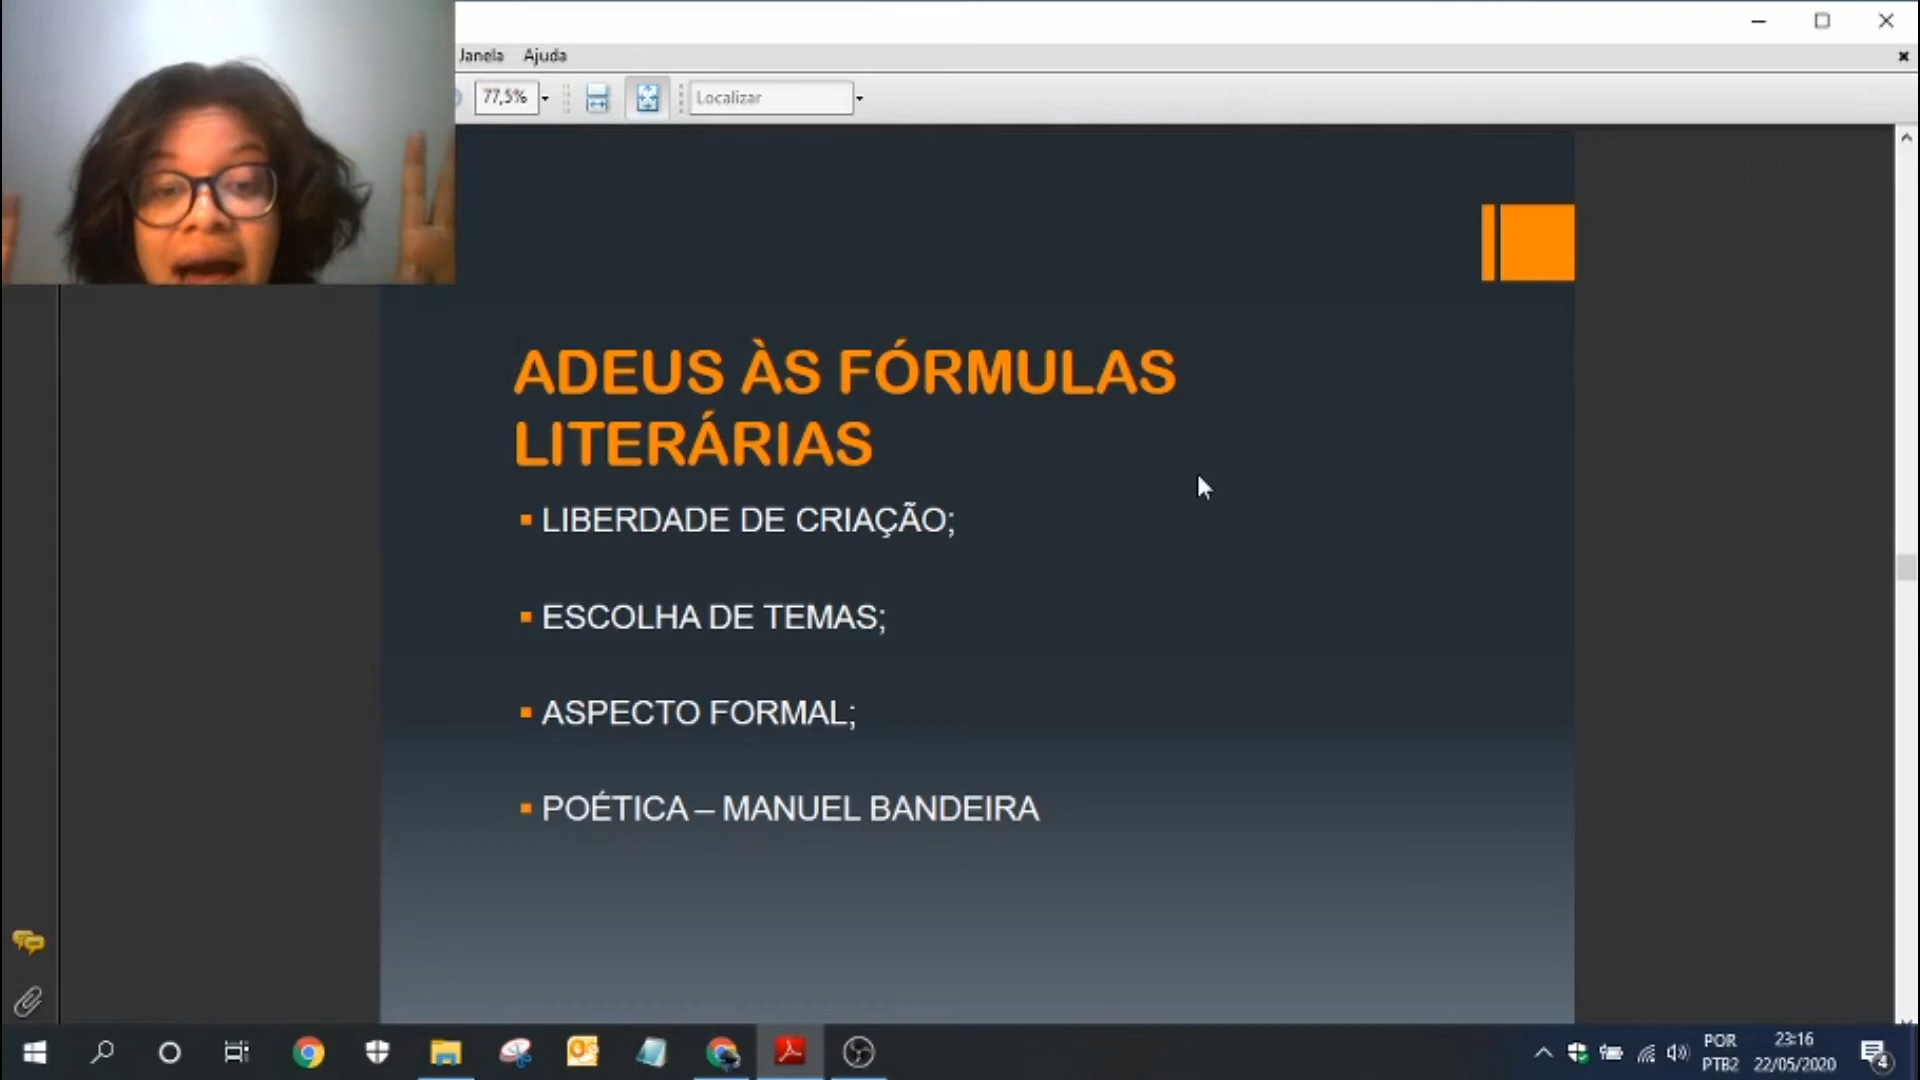 Janela Ajuda
77,5%
Localizar
ADEUS ÀS FÓRMULAS
LITERÁRIAS
LIBERDADE DE CRIAÇÃO;
ESCOLHA DE TEMAS;
ASPECTO FORMAL;
POÉTICA – MANUEL BANDEIRA
POR
PTB2
23:16
22/05/2020
4